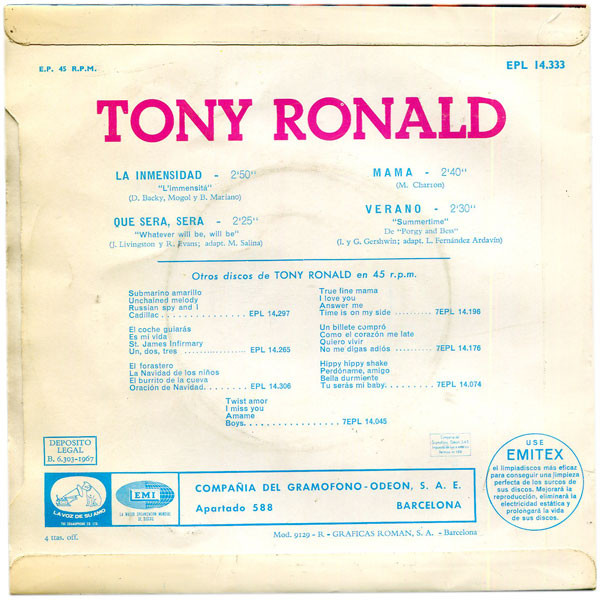 E.P. 45 R.P.M.
EPL 14.333
TONY RONALD
LA INMENSIDAD - 2'50"
"L'immensitá"
(D. Backy, Mogol y B. Mariano)
QUE SERA, SERA - 2'25"
"Whatever will be, will be"
(J. Livingston y R. Evans; adapt. M. Salina)
MAMA - 2'40"
(M. Charron)
VERANO - 2'30"
"Summertime"
De "Porgy and Bess"
(I. y G. Gershwin; adapt. L. Fernández Ardavín)
Otros discos de TONY RONALD en 45 r.p.m.
Submarino amarillo
Unchained melody
Russian spy and I
Cadillac ............... EPL 14.297
El coche guiarás
Es mi vida
St. James Infirmary
Un, dos, tres ........... EPL 14.265
El forastero
La Navidad de los niños
El burrito de la cueva
Oración de Navidad. ...... EPL 14.306
True fine mama
I love you
Answer me
Time is on my side ........ 7EPL 14.198
Un billete cumpró
Como el corazón me late
Quiero vivir
No me digas adiós .......... 7EPL 14.176
Hippy hippy shake
Perdóname, amigo
Bella durmiente
Tu serás mi baby. ......... 7EPL 14.074
Twist amor
I miss you
Amame
Boys. .................. 7EPL 14.045
DEPOSITO
LEGAL
B. 6.303-1967
USE
EMITEX
el limpiadiscos más eficaz
para conseguir una limpieza
perfecta de los surcos de
sus discos. Mejorará la
reproducción, eliminará la
electricidad estática y
prolongará la vida
de sus discos.
LA VOZ DE SU AMO
EMI
COMPAÑIA DEL GRAMOFONO-ODEON, S. A. E.
Apartado 588
BARCELONA
4 ttas. off.
Mod. 9129 - R - GRAFICAS ROMAN, S. A. - Barcelona